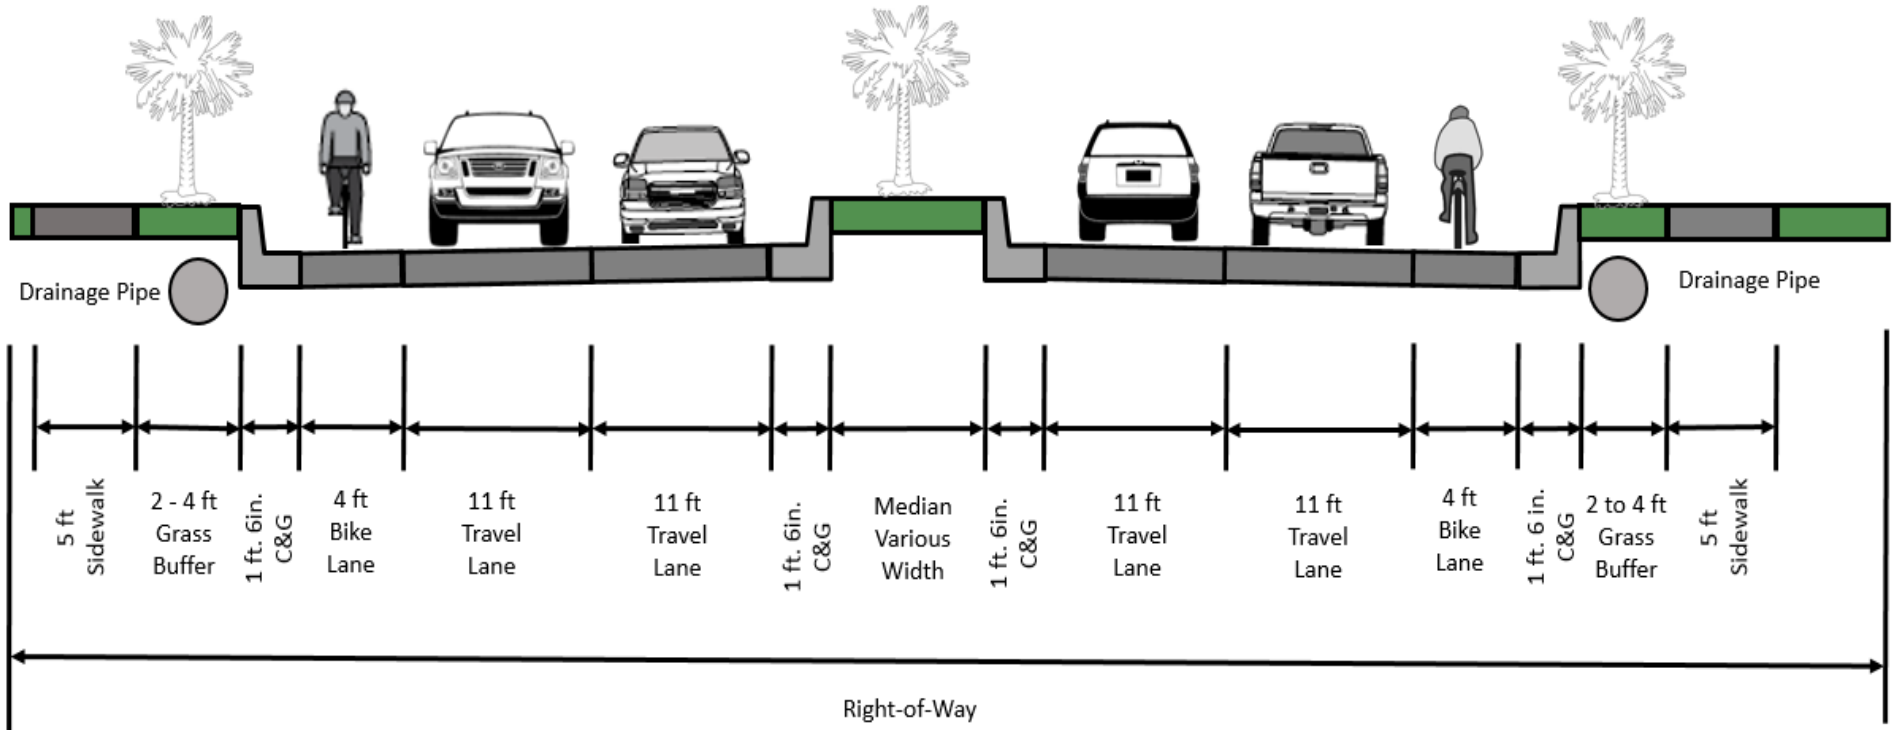 Drainage Pipe
Drainage Pipe
5 ft
Sidewalk
2 - 4 ft
Grass
Buffer
1 ft. 6in.
C&G
4 ft
Bike
Lane
11 ft
Travel
Lane
11 ft
Travel
Lane
1 ft. 6in.
C&G
Median
Various
Width
1 ft. 6in.
C&G
11 ft
Travel
Lane
11 ft
Travel
Lane
4 ft
Bike
Lane
1 ft. 6 in.
C&G
2 to 4 ft
Grass
Buffer
5 ft
Sidewalk
Right-of-Way